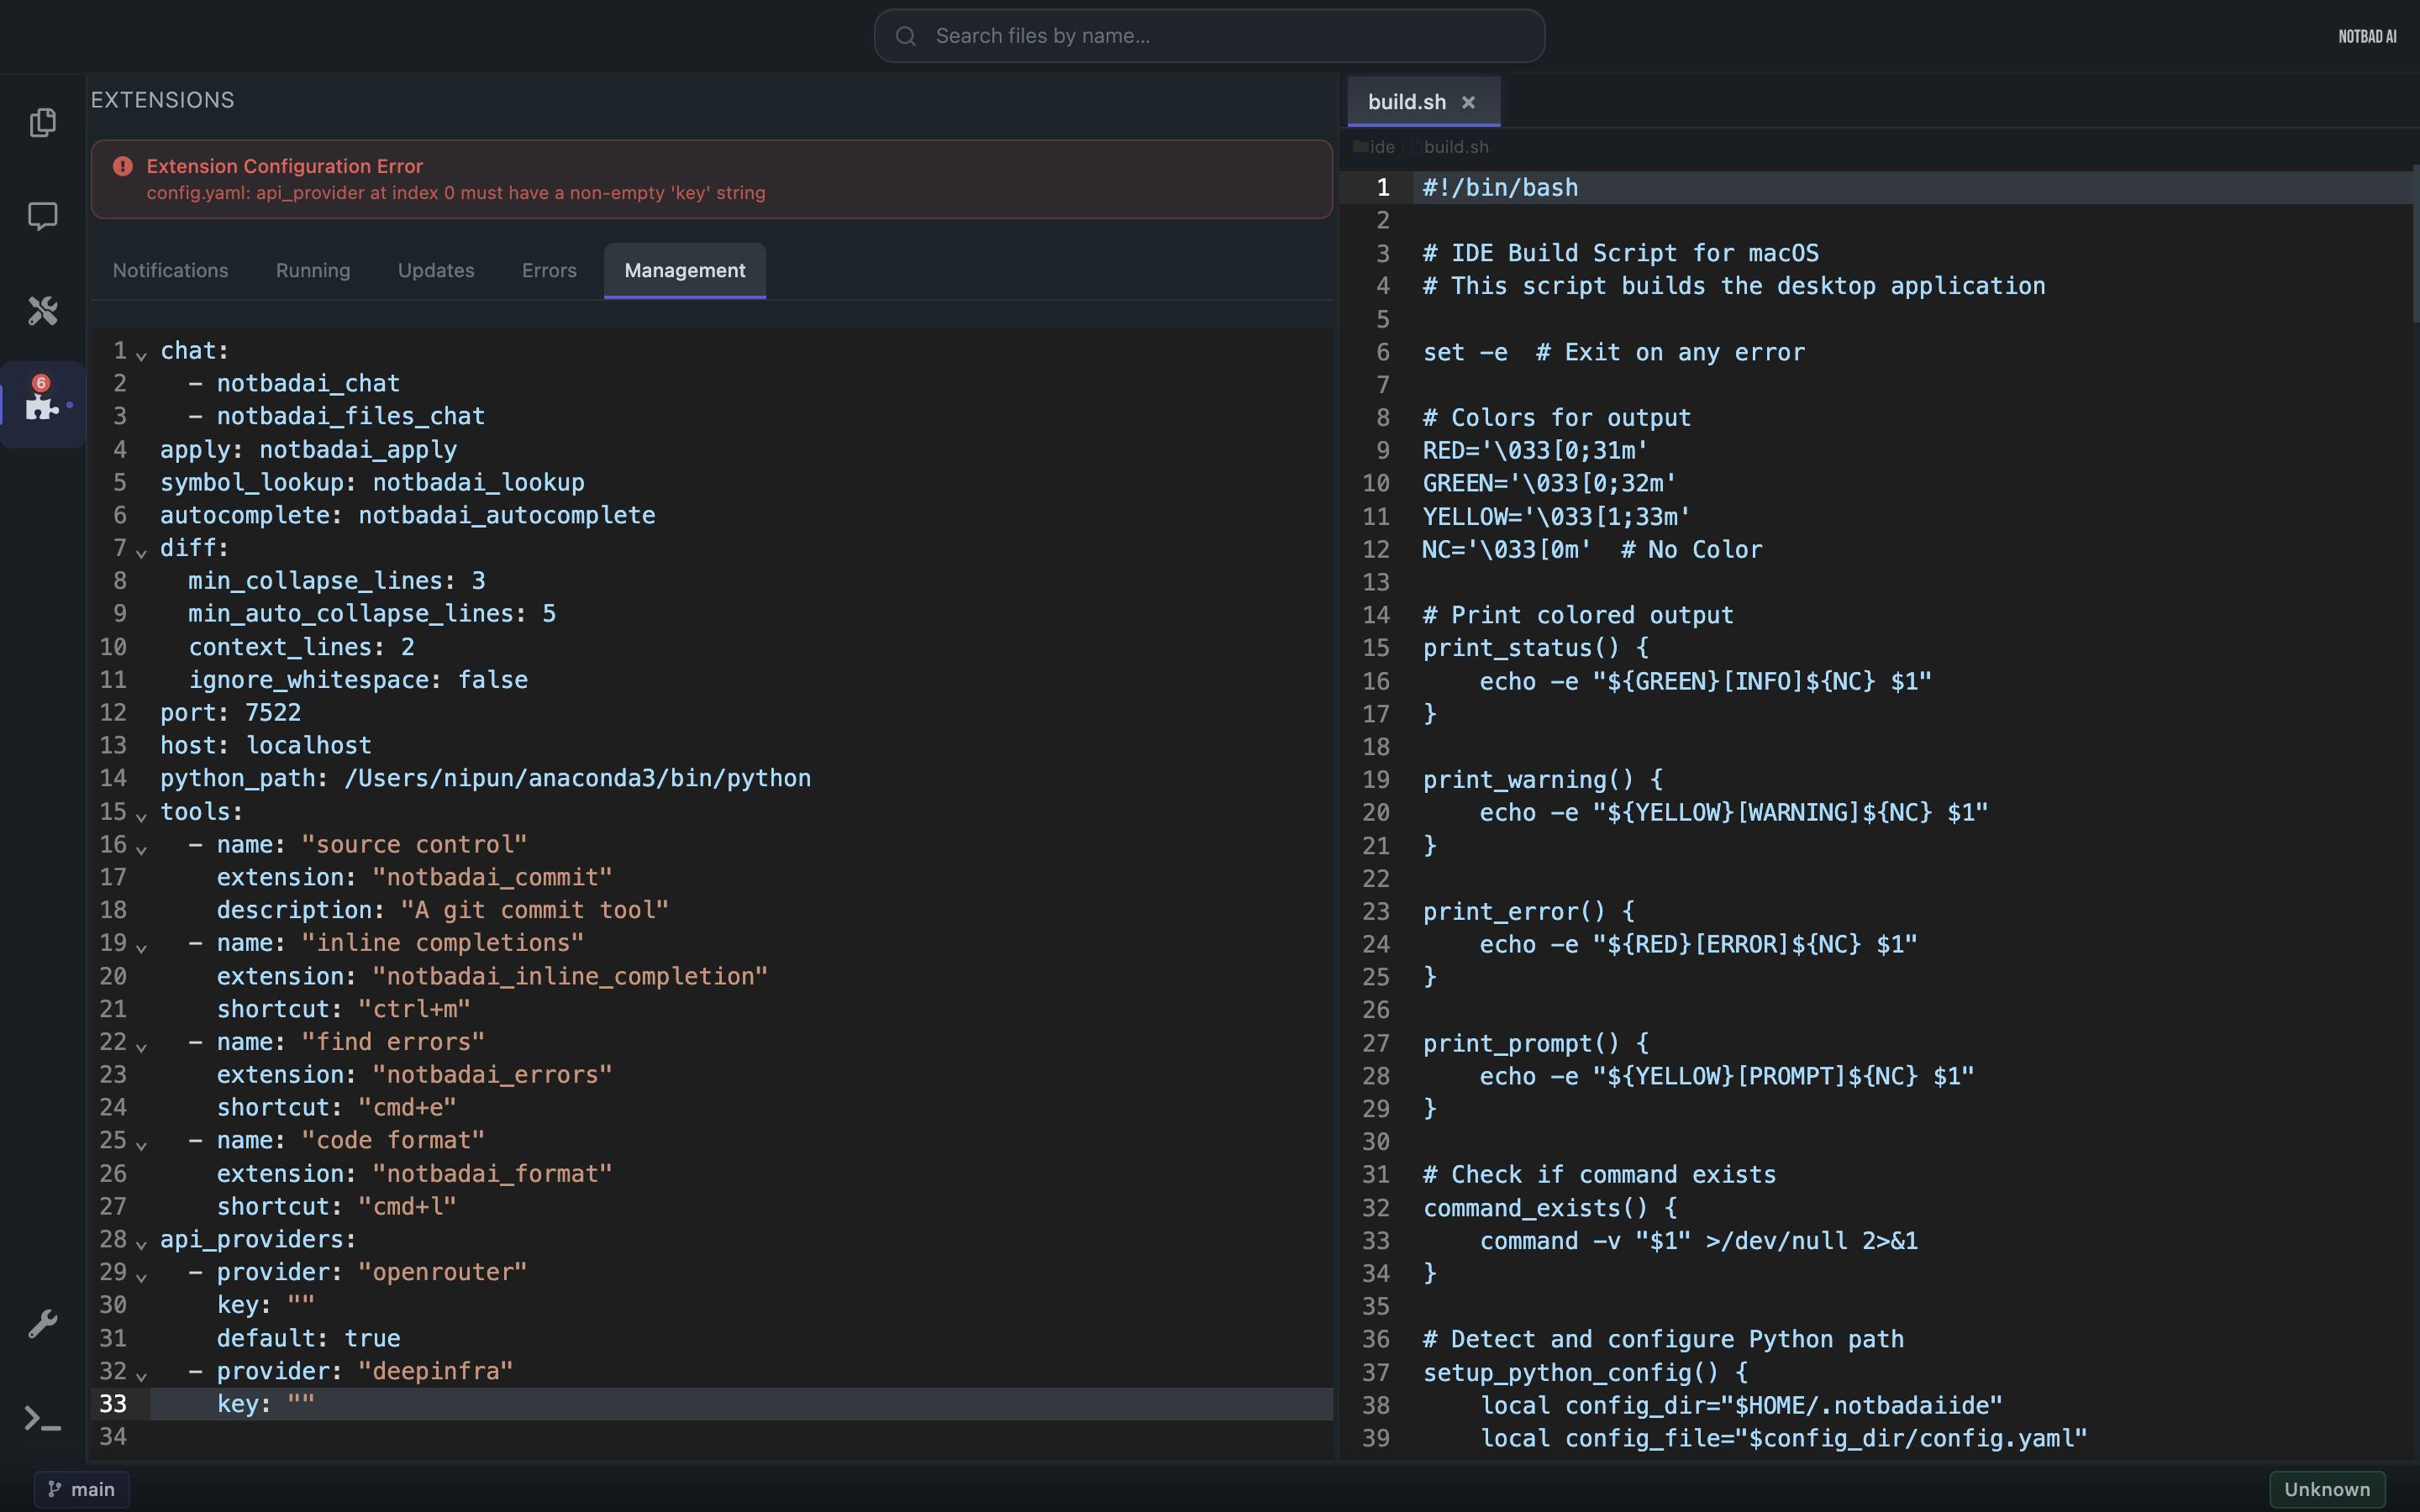 Search files by name...
NOTBAD AI
EXTENSIONS
Extension Configuration Error
config.yaml: api_provider at index 0 must have a non-empty 'key' string
Notifications Running Updates Errors Management
6
1 chat:
2 - notbadai_chat
3 - notbadai_files_chat
4 apply: notbadai_apply
5 symbol_lookup: notbadai_lookup
6 autocomplete: notbadai_autocomplete
7 diff:
8 min_collapse_lines: 3
9 min_auto_collapse_lines: 5
10 context_lines: 2
11 ignore_whitespace: false
12 port: 7522
13 host: localhost
14 python_path: /Users/nipun/anaconda3/bin/python
15 tools:
16 - name: "source control"
17 extension: "notbadai_commit"
18 description: "A git commit tool"
19 - name: "inline completions"
20 extension: "notbadai_inline_completion"
21 shortcut: "ctrl+m"
22 - name: "find errors"
23 extension: "notbadai_errors"
24 shortcut: "cmd+e"
25 - name: "code format"
26 extension: "notbadai_format"
27 shortcut: "cmd+l"
28 api_providers:
29 - provider: "openrouter"
30 key: ""
31 default: true
32 - provider: "deepinfra"
33 key: ""
34
build.sh
ide / build.sh
1 #!/bin/bash
2
3 # IDE Build Script for macOS
4 # This script builds the desktop application
5
6 set -e  # Exit on any error
7
8 # Colors for output
9 RED='\033[0;31m'
10 GREEN='\033[0;32m'
11 YELLOW='\033[1;33m'
12 NC='\033[0m'  # No Color
13
14 # Print colored output
15 print_status() {
16 echo -e "${GREEN}[INFO]${NC} $1"
17 }
18
19 print_warning() {
20 echo -e "${YELLOW}[WARNING]${NC} $1"
21 }
22
23 print_error() {
24 echo -e "${RED}[ERROR]${NC} $1"
25 }
26
27 print_prompt() {
28 echo -e "${YELLOW}[PROMPT]${NC} $1"
29 }
30
31 # Check if command exists
32 command_exists() {
33 command -v "$1" >/dev/null 2>&1
34 }
35
36 # Detect and configure Python path
37 setup_python_config() {
38 local config_dir="$HOME/.notbadaiide"
39 local config_file="$config_dir/config.yaml"
main
Unknown